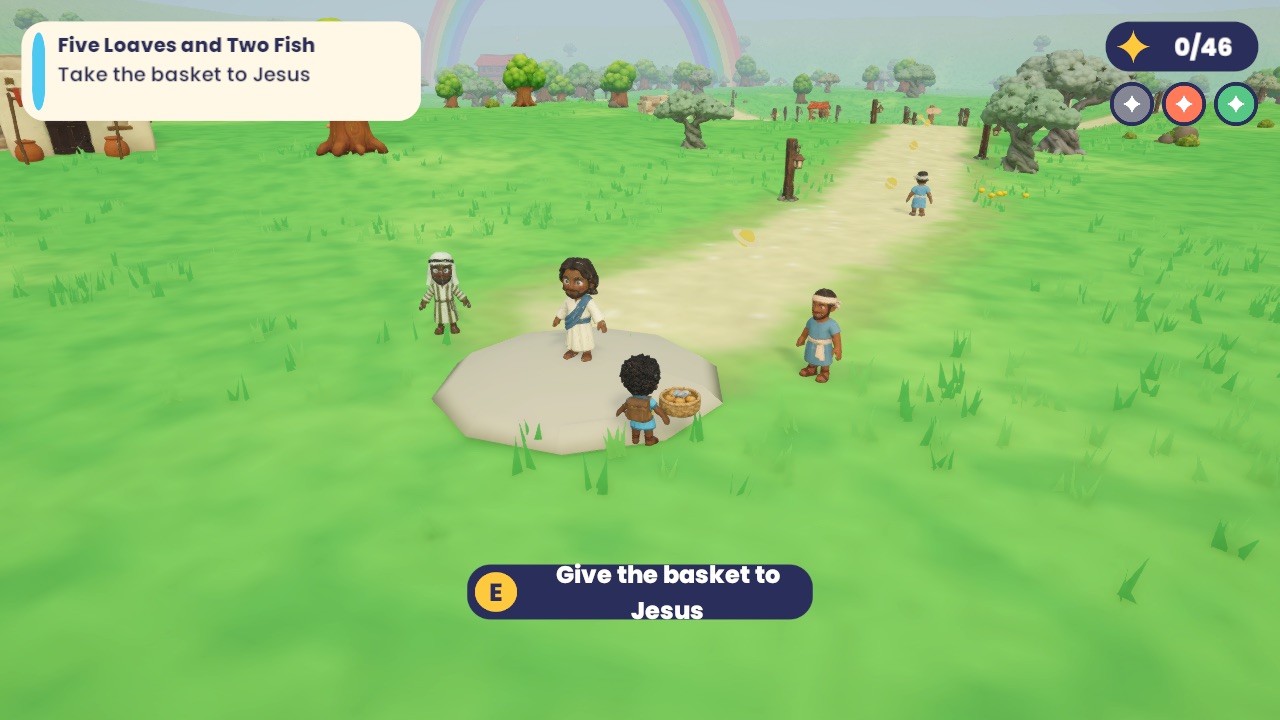 Five Loaves and Two Fish
Take the basket to Jesus
0/46
E
Give the basket to
Jesus